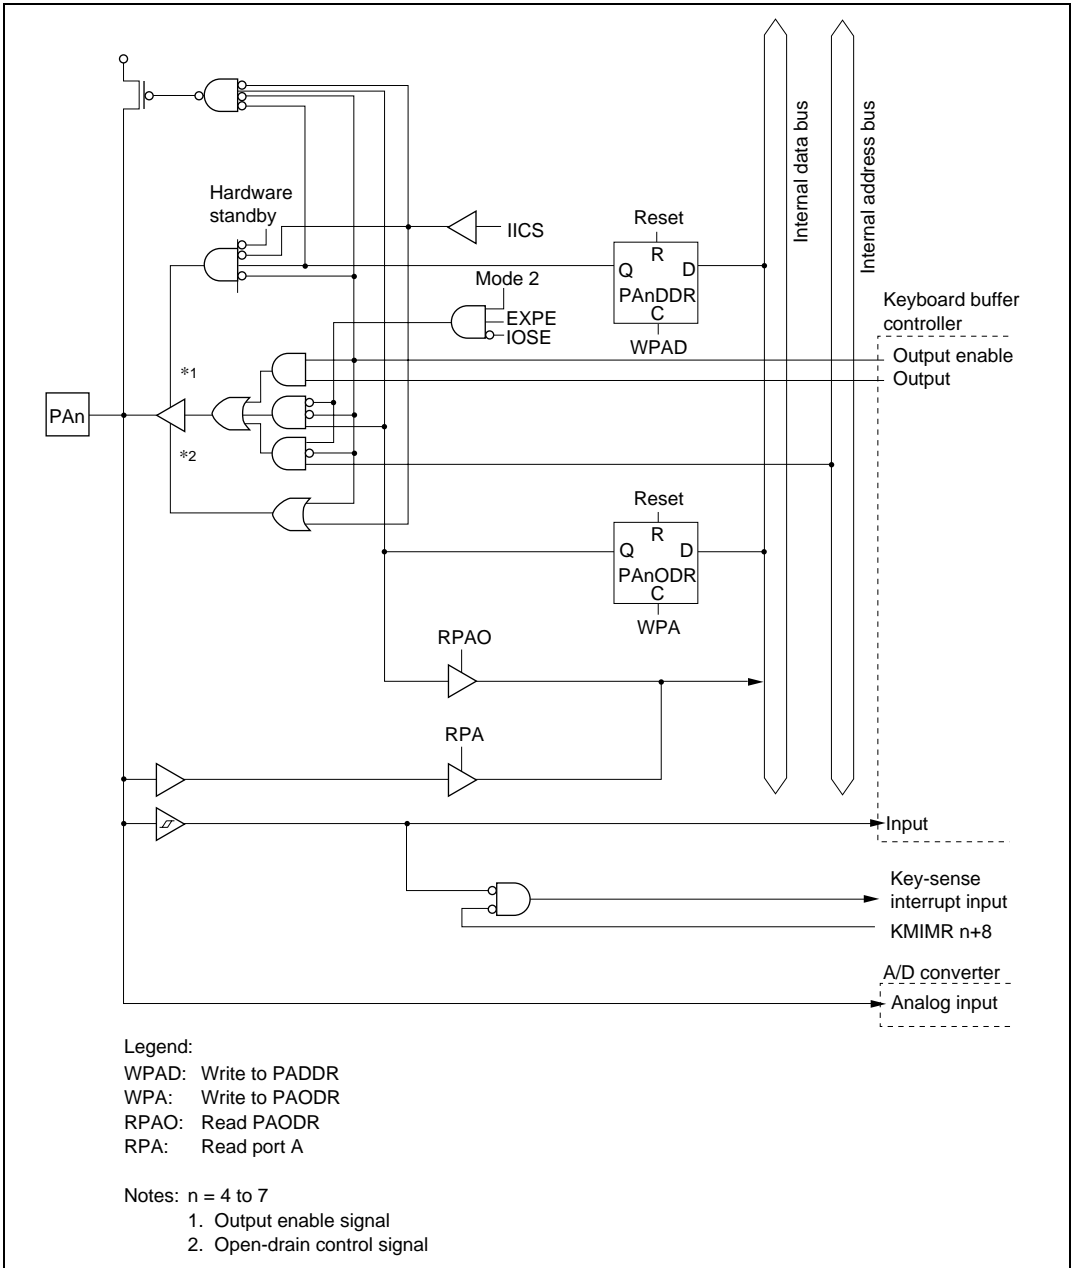 Hardware
standby
IICS
Reset
R
Q D
PAnDDR
C
WPAD
Mode 2
EXPE
IOSE
Internal data bus
Internal address bus
Keyboard buffer
controller
Output enable
Output
*1
PAn
*2
Reset
R
Q D
PAnODR
C
WPA
RPAO
RPA
Input
Key-sense
interrupt input
KMIMR n+8
A/D converter
Analog input
Legend:
WPAD: Write to PADDR
WPA: Write to PAODR
RPAO: Read PAODR
RPA: Read port A
Notes: n = 4 to 7
1. Output enable signal
2. Open-drain control signal